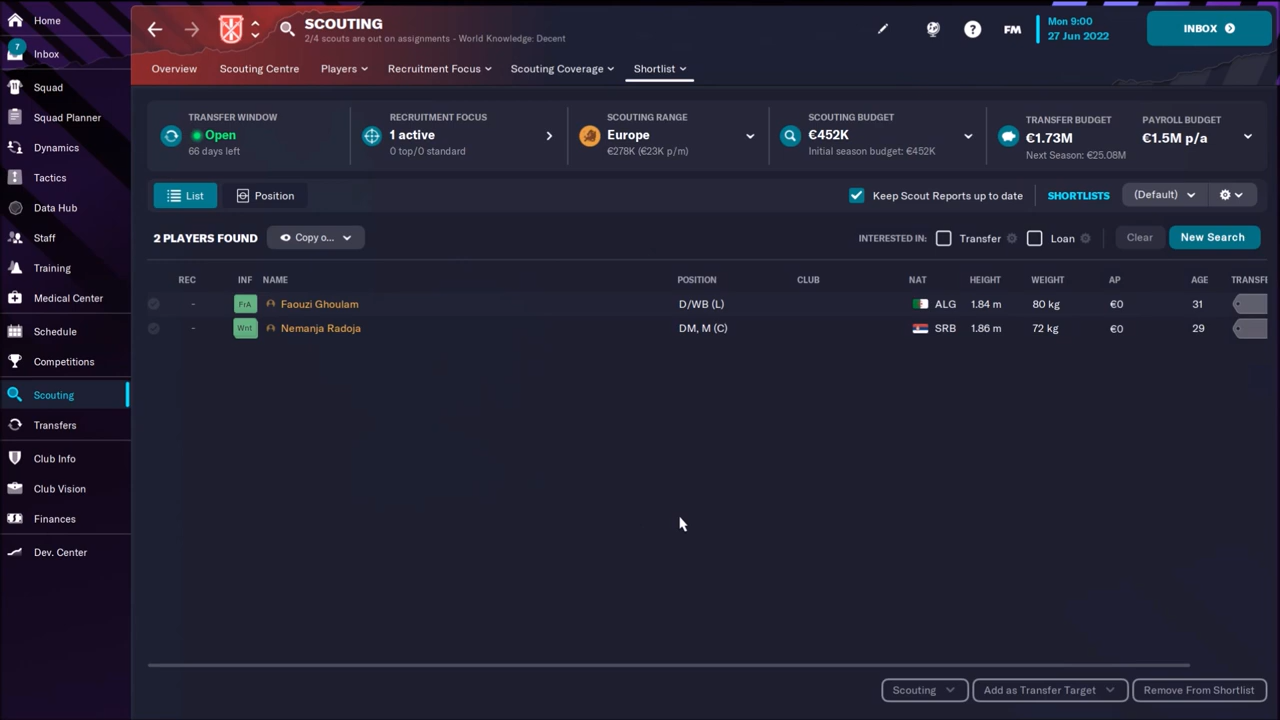 Home
7
Inbox
Squad
Squad Planner
Dynamics
Tactics
Data Hub
Staff
Training
Medical Center
Schedule
Competitions
Scouting
Transfers
Club Info
Club Vision
Finances
Dev. Center
SCOUTING
2/4 scouts are out on assignments - World Knowledge: Decent
?
FM
Mon 9:00
27 Jun 2022
INBOX
Overview
Scouting Centre
Players
Recruitment Focus
Scouting Coverage
Shortlist
TRANSFER WINDOW
Open
66 days left
RECRUITMENT FOCUS
1 active
0 top/0 standard
SCOUTING RANGE
Europe
€278K (€23K p/m)
SCOUTING BUDGET
€452K
Initial season budget: €452K
TRANSFER BUDGET
€1.73M
Next Season: €25.08M
PAYROLL BUDGET
€1.5M p/a
List
Position
Keep Scout Reports up to date
SHORTLISTS
(Default)
2 PLAYERS FOUND
Copy o...
INTERESTED IN:
Transfer
Loan
Clear
New Search
REC INF NAME POSITION CLUB NAT HEIGHT WEIGHT AP AGE TRANSF
- FrA Faouzi Ghoulam D/WB (L) ALG 1.84 m 80 kg €0 31
- Wnt Nemanja Radoja DM, M (C) SRB 1.86 m 72 kg €0 29
Scouting
Add as Transfer Target
Remove From Shortlist